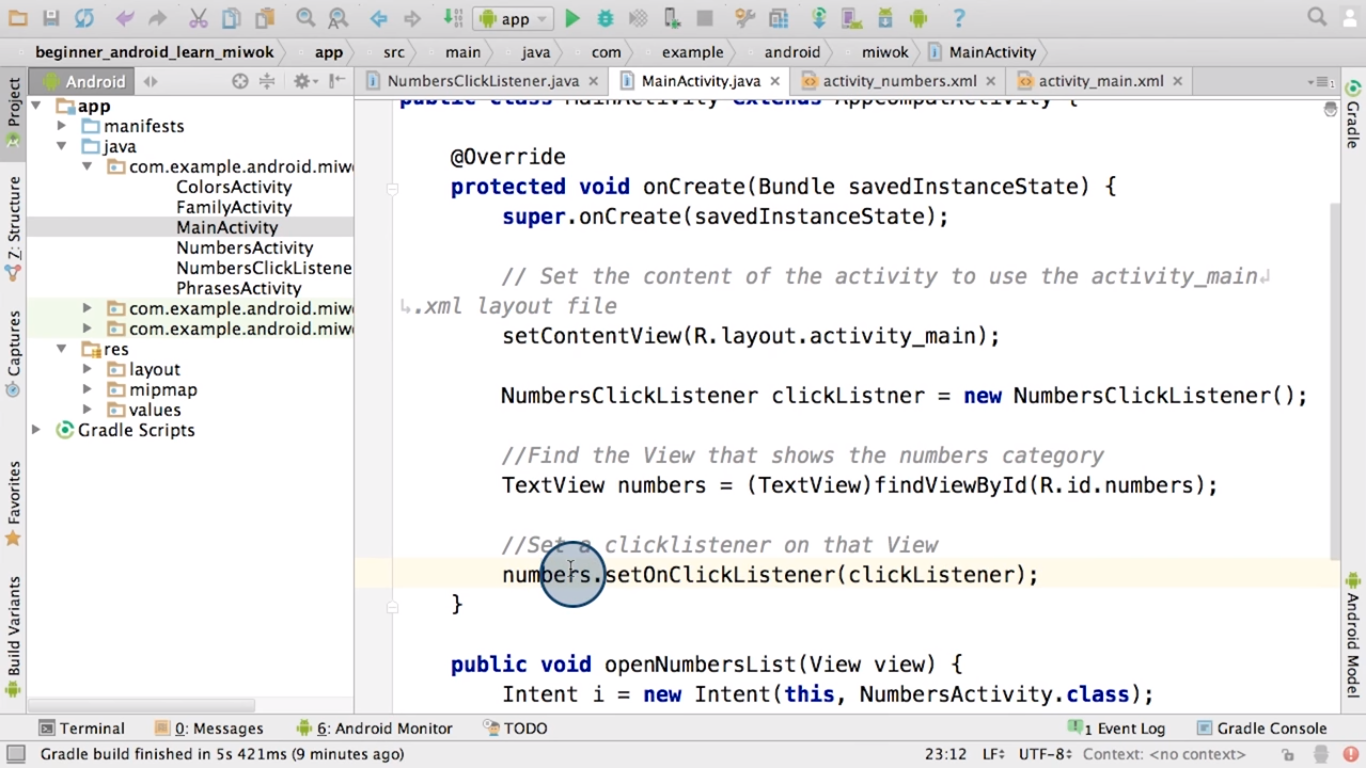 app
beginner_android_learn_miwok
app
src
main
java
com
example
android
miwok
MainActivity
Android
NumbersClickListener.java
MainActivity.java
activity_numbers.xml
activity_main.xml
1: Project
Z: Structure
Captures
Favorites
Build Variants
app
manifests
java
com.example.android.miw
ColorsActivity
FamilyActivity
MainActivity
NumbersActivity
NumbersClickListene
PhrasesActivity
com.example.android.miw
com.example.android.miw
res
layout
mipmap
values
Gradle Scripts
public class MainActivity extends AppCompatActivity {
@Override
protected void onCreate(Bundle savedInstanceState) {
super.onCreate(savedInstanceState);
// Set the content of the activity to use the activity_main
.xml layout file
setContentView(R.layout.activity_main);
NumbersClickListener clickListner = new NumbersClickListener();
//Find the View that shows the numbers category
TextView numbers = (TextView)findViewById(R.id.numbers);
//Set a clicklistener on that View
numbers.setOnClickListener(clickListener);
}
public void openNumbersList(View view) {
Intent i = new Intent(this, NumbersActivity.class);
Gradle
Android Model
Terminal
0: Messages
6: Android Monitor
TODO
1 Event Log
Gradle Console
Gradle build finished in 5s 421ms (9 minutes ago)
23:12
LF
UTF-8
Context: <no context>